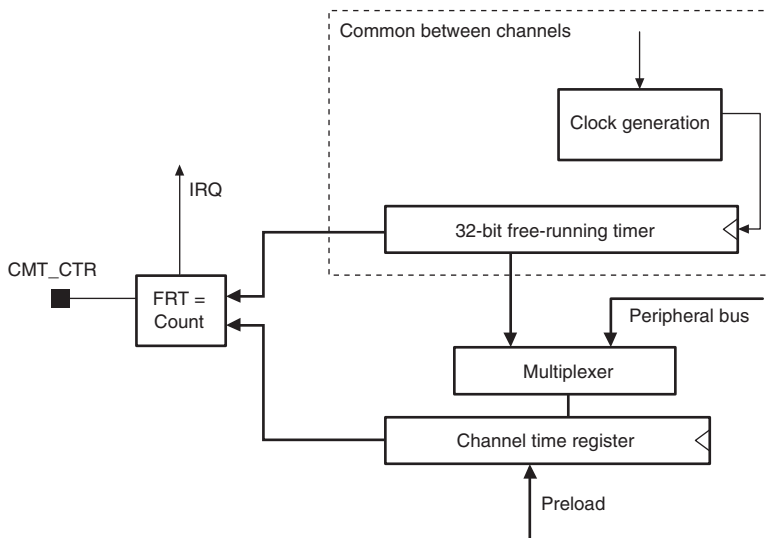 Common between channels
Clock generation
IRQ
32-bit free-running timer
CMT_CTR
FRT =
Count
Peripheral bus
Multiplexer
Channel time register
Preload